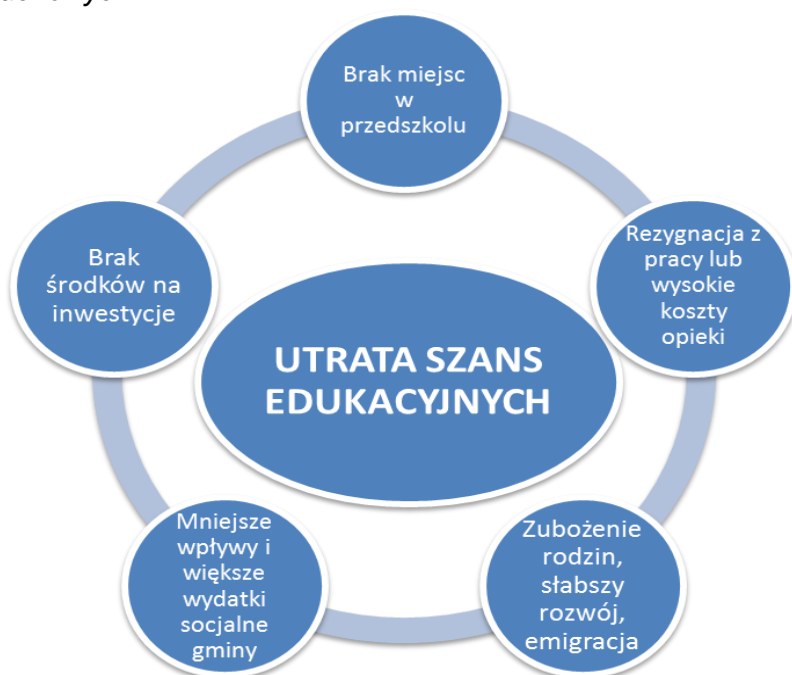 Brak miejsc
w
przedszkolu
Rezygnacja z
pracy lub
wysokie
koszty
opieki
Zubożenie
rodzin,
słabszy
rozwój,
emigracja
Mniejsze
wpływy i
większe
wydatki
socjalne
gminy
Brak
środków na
inwestycje
UTRATA SZANS
EDUKACYJNYCH